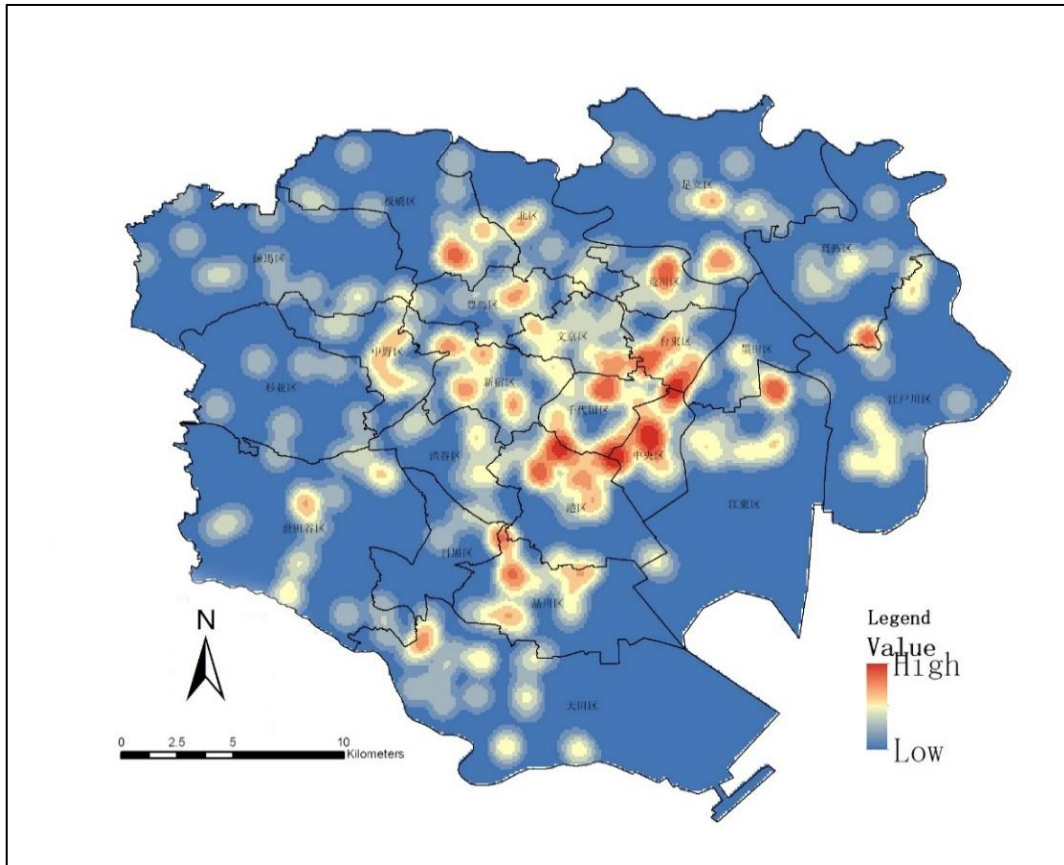 足立区
板橋区
北区
葛飾区
練馬区
荒川区
豊島区
文京区
台東区
墨田区
中野区
新宿区
杉並区
千代田区
江戸川区
渋谷区
中央区
港区
江東区
世田谷区
目黒区
品川区
大田区
N
0 2.5 5 10
Kilometers
Legend
Value
High
Low